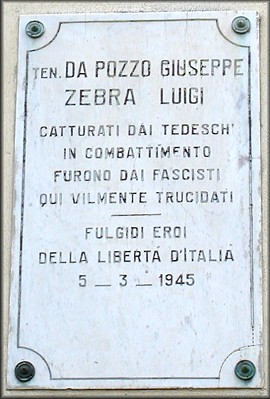 TEN. DA POZZO GIUSEPPE
ZEBRA LUIGI
CATTURATI DAI TEDESCH'
IN COMBATTIMENTO
FURONO DAI FASCISTI
QUI VILMENTE TRUCIDATI
FULGIDI EROI
DELLA LIBERTÀ D'ITALIA
5 — 3 — 1945